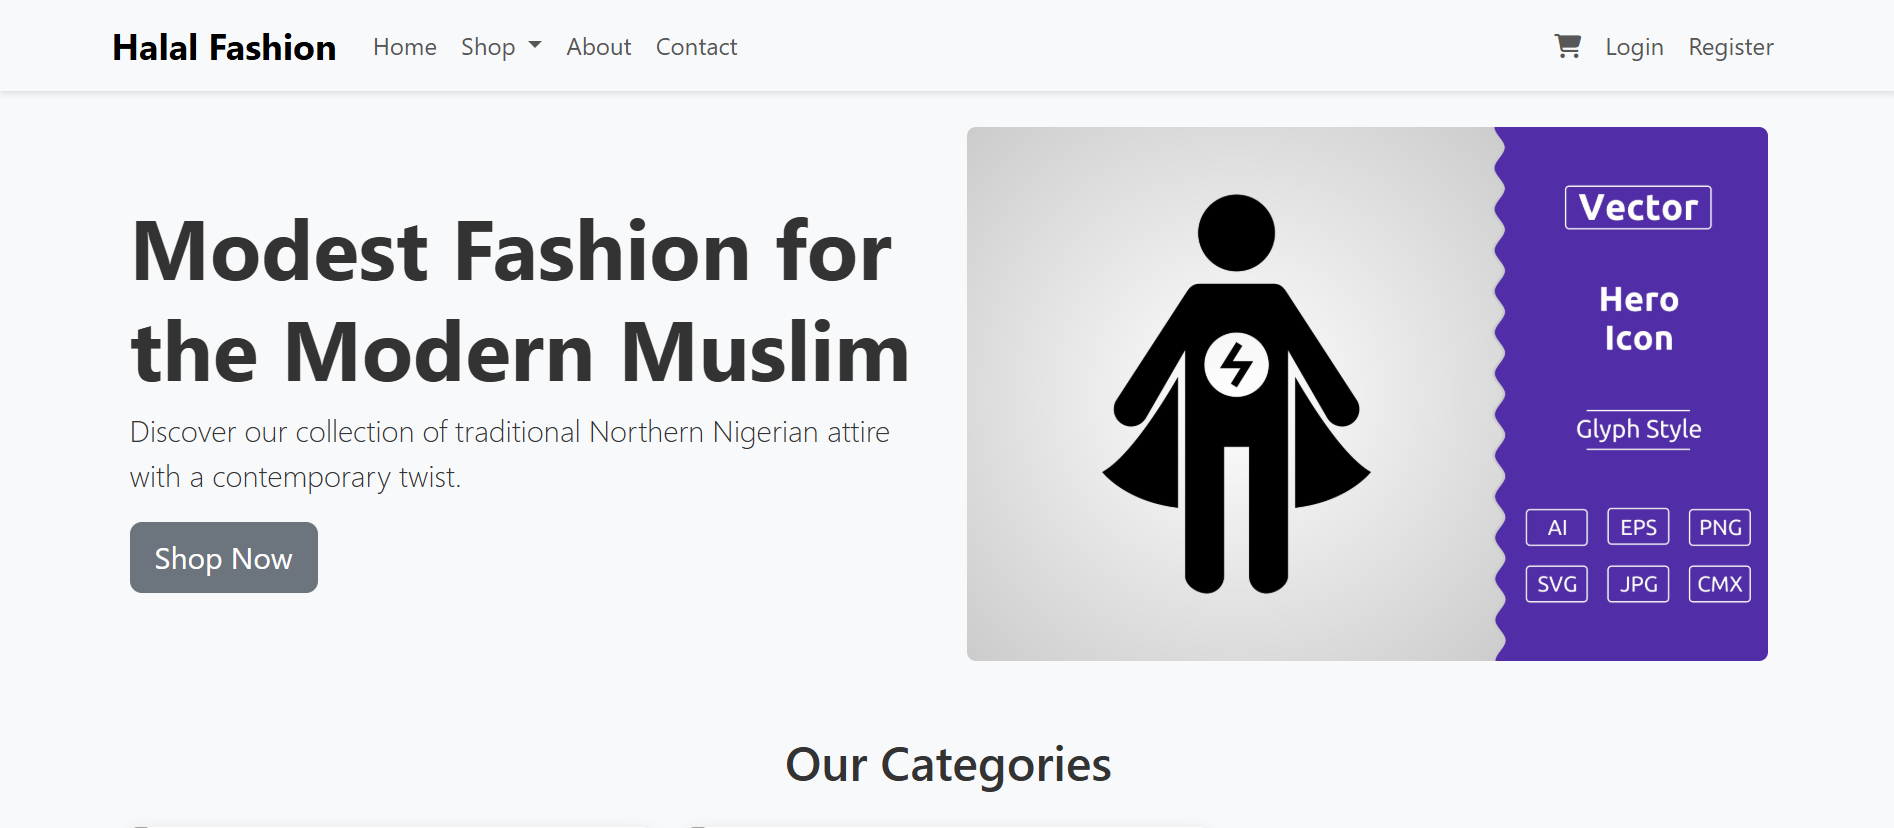 Halal Fashion
Home
Shop
About
Contact
Login
Register
Modest Fashion for
the Modern Muslim
Discover our collection of traditional Northern Nigerian attire
with a contemporary twist.
Shop Now
Vector
Hero
Icon
Glyph Style
AI
EPS
PNG
SVG
JPG
CMX
Our Categories